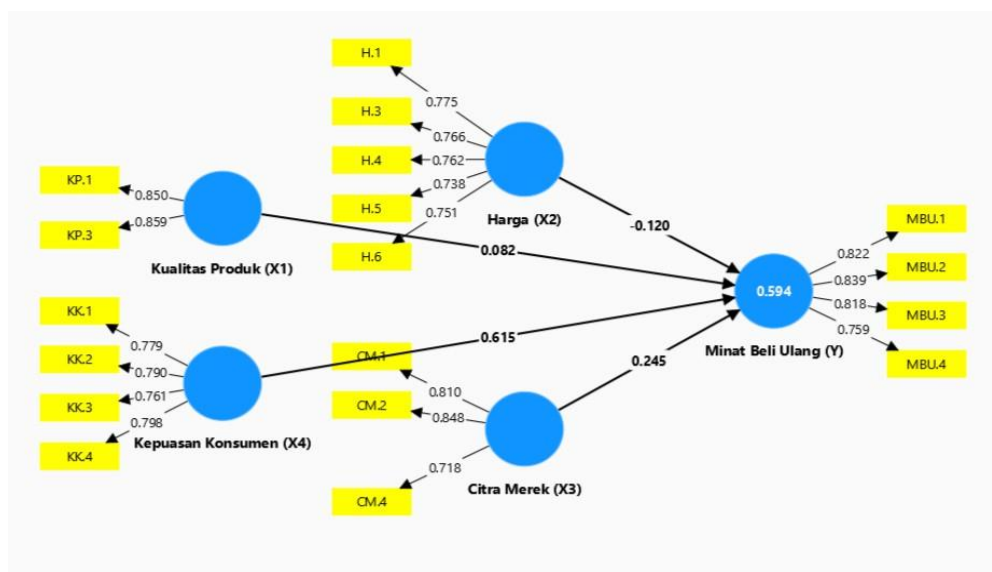 H.1
0.775
H.3
0.766
H.4
0.762
H.5
0.738
H.6
0.751
Harga (X2)
-0.120
KP.1
0.850
KP.3
0.859
Kualitas Produk (X1)
0.082
KK.1
0.779
KK.2
0.790
KK.3
0.761
KK.4
0.798
Kepuasan Konsumen (X4)
0.615
CM.1
0.810
CM.2
0.848
CM.4
0.718
Citra Merek (X3)
0.245
0.594
Minat Beli Ulang (Y)
MBU.1
0.822
MBU.2
0.839
MBU.3
0.818
MBU.4
0.759